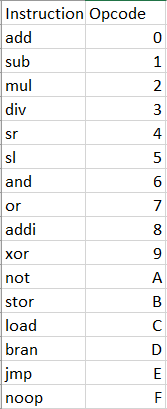 Instruction Opcode
add 0
sub 1
mul 2
div 3
sr 4
sl 5
and 6
or 7
addi 8
xor 9
not A
stor B
load C
bran D
jmp E
noop F